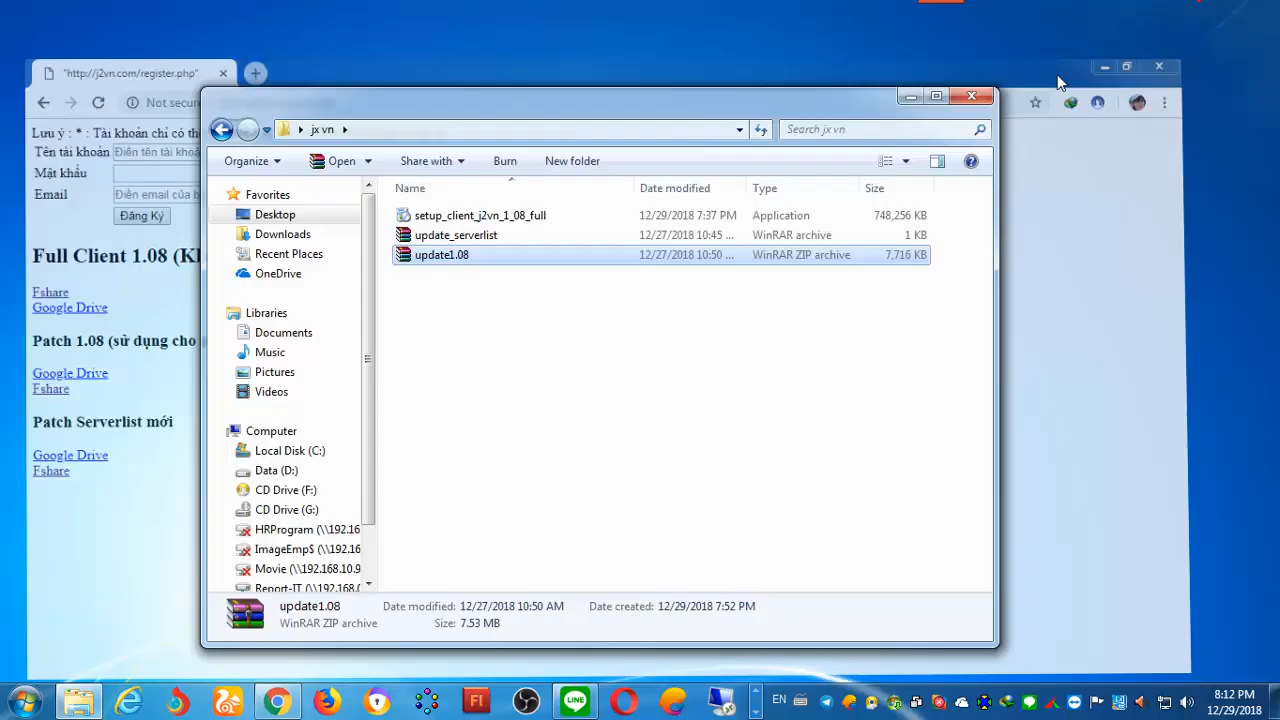 "http://j2vn.com/register.php"
Not secure
Lưu ý : * : Tài khoản chỉ có th
Tên tài khoản
Điền tên tài kho
Mật khẩu
Email
Điền email của b
Đăng Ký
Full Client 1.08 (K
Fshare
Google Drive
Patch 1.08 (sử dụng cho
Google Drive
Fshare
Patch Serverlist mới
Google Drive
Fshare
jx vn
Search jx vn
Organize
Open
Share with
Burn
New folder
Favorites
Desktop
Downloads
Recent Places
OneDrive
Libraries
Documents
Music
Pictures
Videos
Computer
Local Disk (C:)
Data (D:)
CD Drive (F:)
CD Drive (G:)
HRProgram (\\192.16
ImageEmp$ (\\192.16
Movie (\\192.168.10.9
Report-IT (\\192.168.0
Name Date modified Type Size
setup_client_j2vn_1_08_full 12/29/2018 7:37 PM Application 748,256 KB
update_serverlist 12/27/2018 10:45 ... WinRAR archive 1 KB
update1.08 12/27/2018 10:50 ... WinRAR ZIP archive 7,716 KB
update1.08 Date modified: 12/27/2018 10:50 AM Date created: 12/29/2018 7:52 PM
WinRAR ZIP archive Size: 7.53 MB
Fl
LINE
EN
8:12 PM
12/29/2018